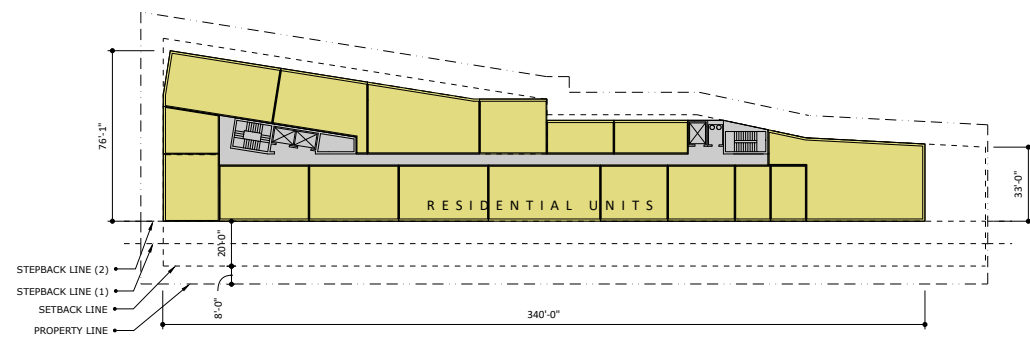 76'-1"
RESIDENTIAL UNITS
33'-0"
20'-0"
STEPBACK LINE (2)
STEPBACK LINE (1)
SETBACK LINE
8'-0"
340'-0"
PROPERTY LINE